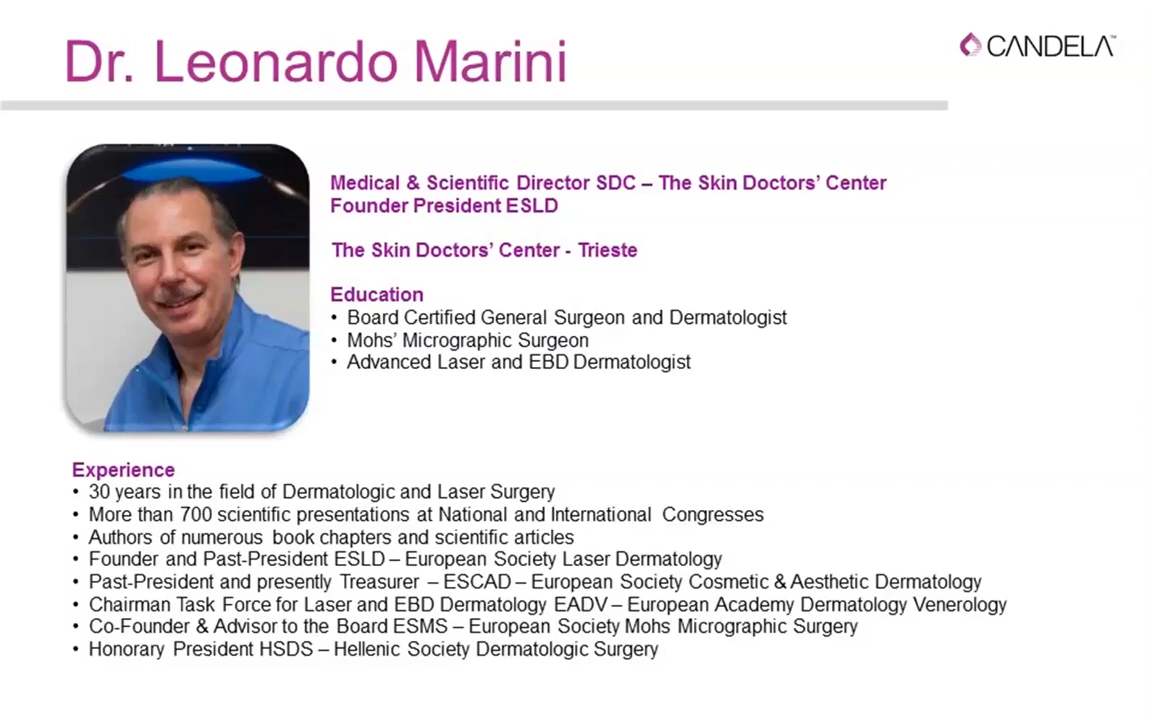 Dr. Leonardo Marini
CANDELA™
Medical & Scientific Director SDC – The Skin Doctors’ Center
Founder President ESLD
The Skin Doctors’ Center - Trieste
Education
• Board Certified General Surgeon and Dermatologist
• Mohs’ Micrographic Surgeon
• Advanced Laser and EBD Dermatologist
Experience
• 30 years in the field of Dermatologic and Laser Surgery
• More than 700 scientific presentations at National and International Congresses
• Authors of numerous book chapters and scientific articles
• Founder and Past-President ESLD – European Society Laser Dermatology
• Past-President and presently Treasurer – ESCAD – European Society Cosmetic & Aesthetic Dermatology
• Chairman Task Force for Laser and EBD Dermatology EADV – European Academy Dermatology Venerology
• Co-Founder & Advisor to the Board ESMS – European Society Mohs Micrographic Surgery
• Honorary President HSDS – Hellenic Society Dermatologic Surgery